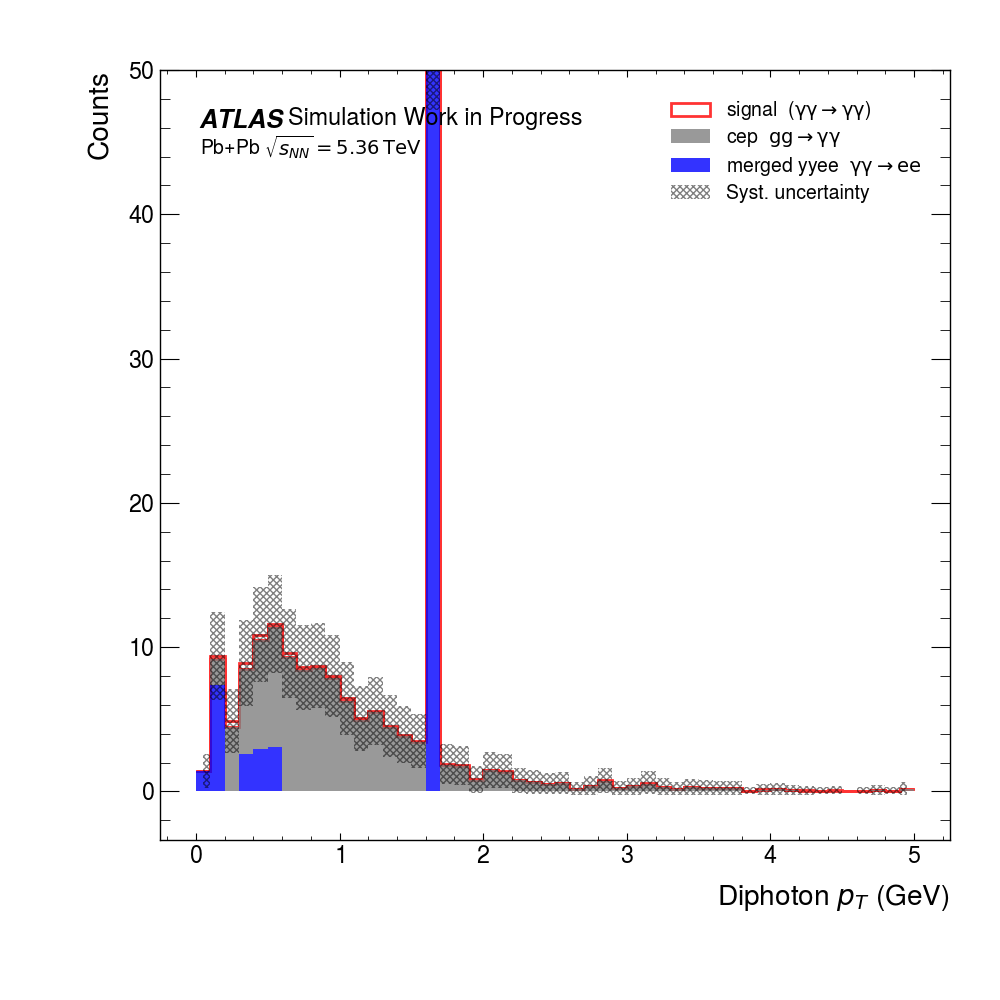 Counts
50
40
30
20
10
0
ATLAS Simulation Work in Progress
Pb+Pb √sNN = 5.36 TeV
signal (γγ→γγ)
cep gg→γγ
merged yyee γγ→ee
Syst. uncertainty
0 1 2 3 4 5
Diphoton pT (GeV)